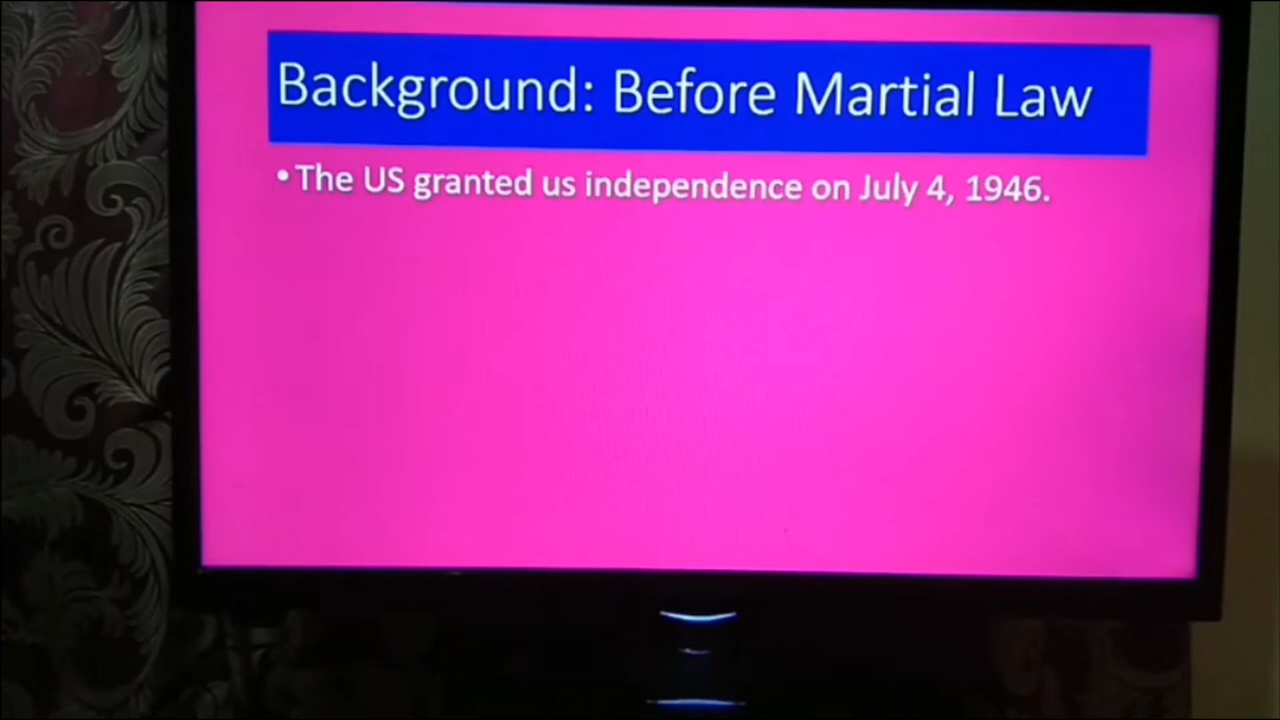 Background: Before Martial Law
•The US granted us independence on July 4, 1946.